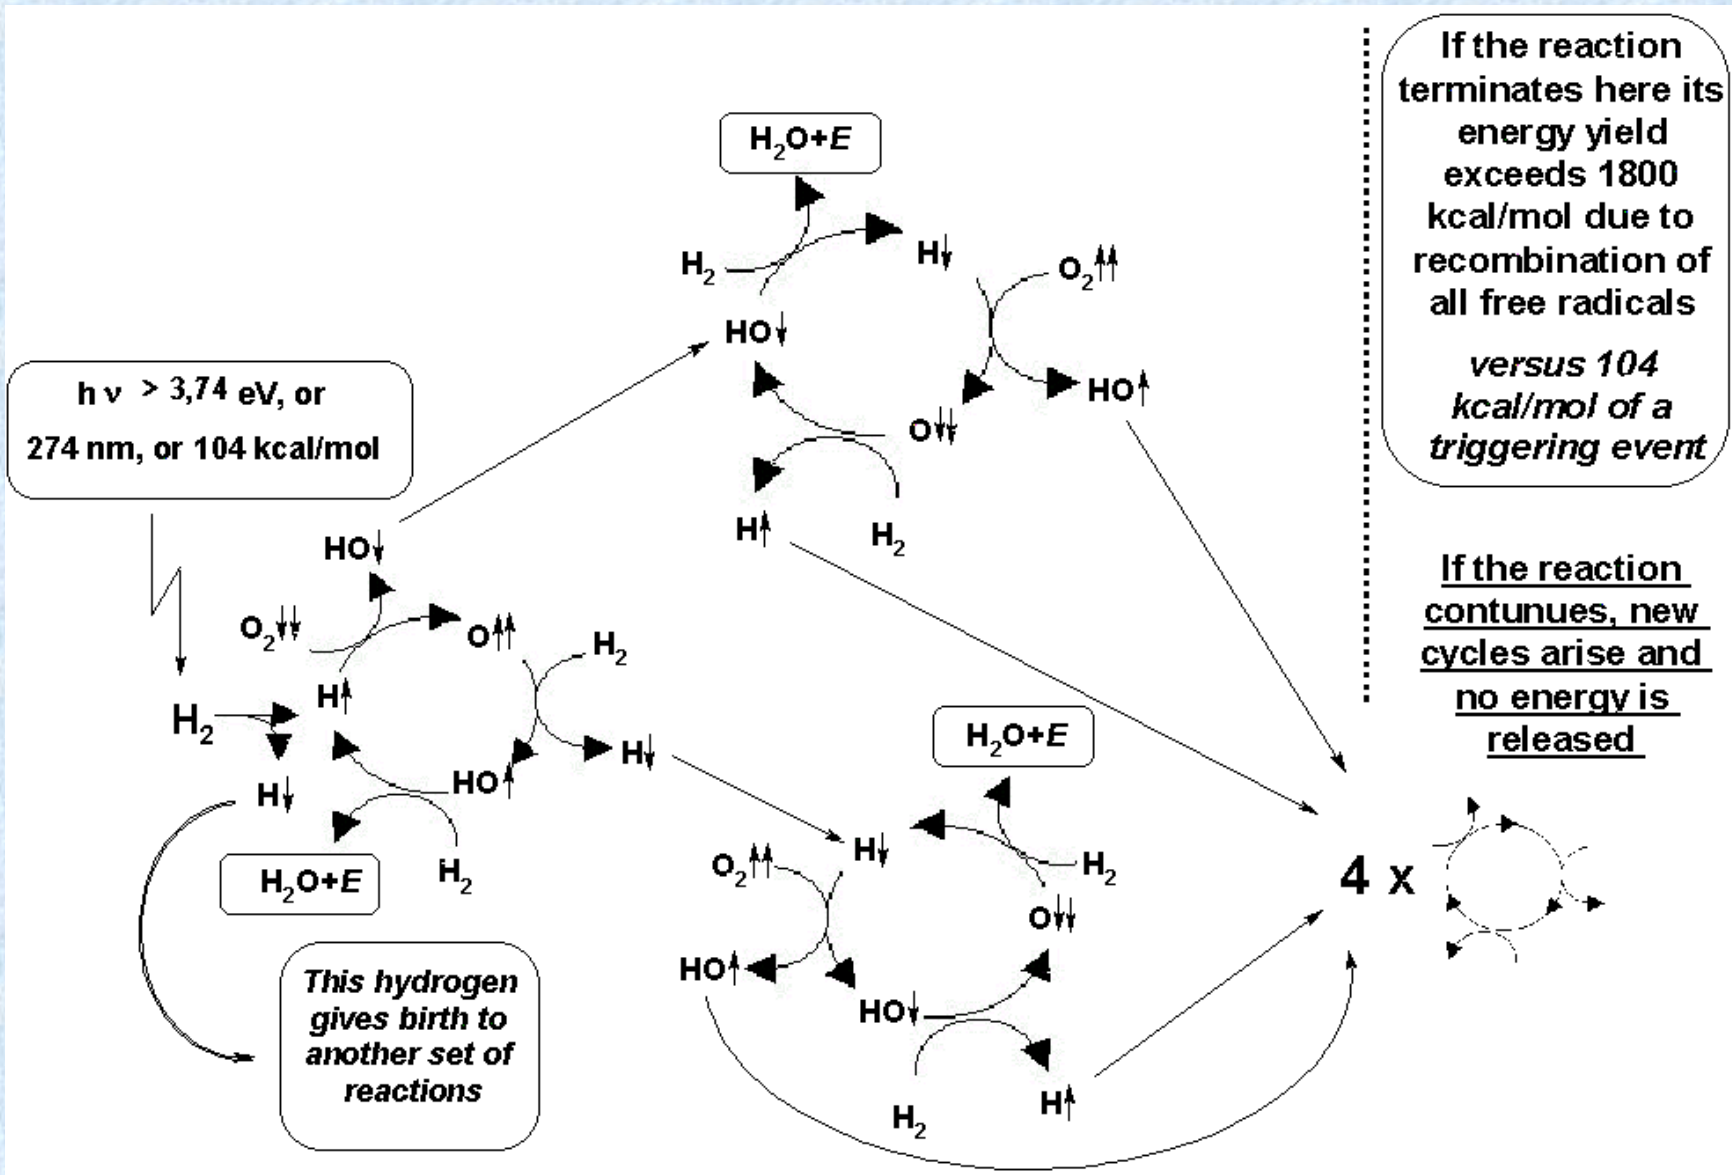 If the reaction
terminates here its
energy yield
exceeds 1800
kcal/mol due to
recombination of
all free radicals
versus 104
kcal/mol of a
triggering event
If the reaction
contunues, new
cycles arise and
no energy is
released
H₂O+E
H₂
H↓
O₂↑↑
HO↓
HO↑
O↓↓
H↑
H₂
h ν > 3,74 eV, or
274 nm, or 104 kcal/mol
HO↓
O₂↓↓
O↑↑
H₂
H↑
H₂
H↓
H↓
HO↑
H₂O+E
H₂
This hydrogen
gives birth to
another set of
reactions
H₂O+E
O₂↑↑
H↓
H₂
O↓↓
HO↑
HO↓
H₂
H↑
4 x